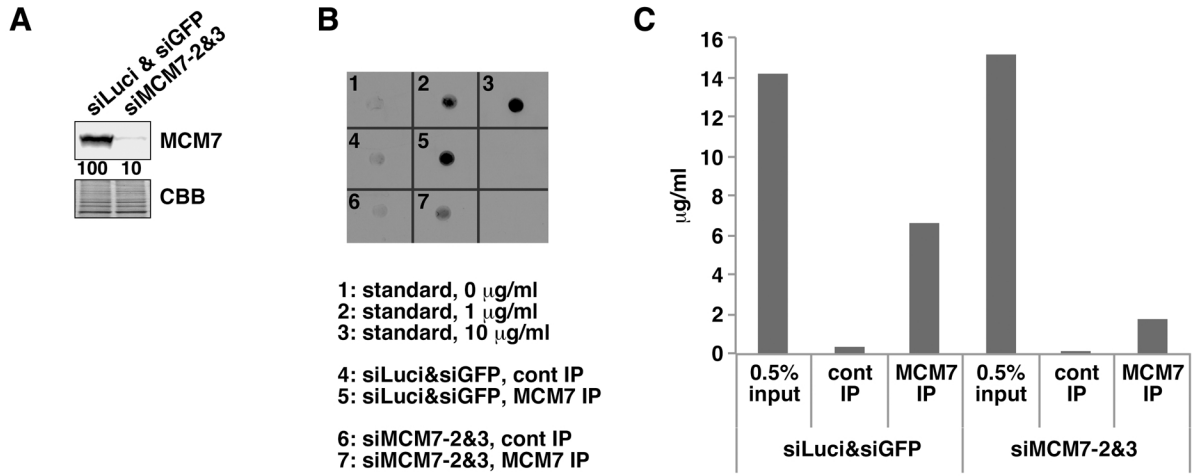 A
siLuci & siGFP
siMCM7-2&3
MCM7
100 10
CBB
B
1 2 3
4 5
6 7
1: standard, 0 μg/ml
2: standard, 1 μg/ml
3: standard, 10 μg/ml
4: siLuci&siGFP, cont IP
5: siLuci&siGFP, MCM7 IP
6: siMCM7-2&3, cont IP
7: siMCM7-2&3, MCM7 IP
C
μg/ml
16
14
12
10
8
6
4
2
0
0.5% cont MCM7 0.5% cont MCM7
input IP IP input IP IP
siLuci&siGFP siMCM7-2&3